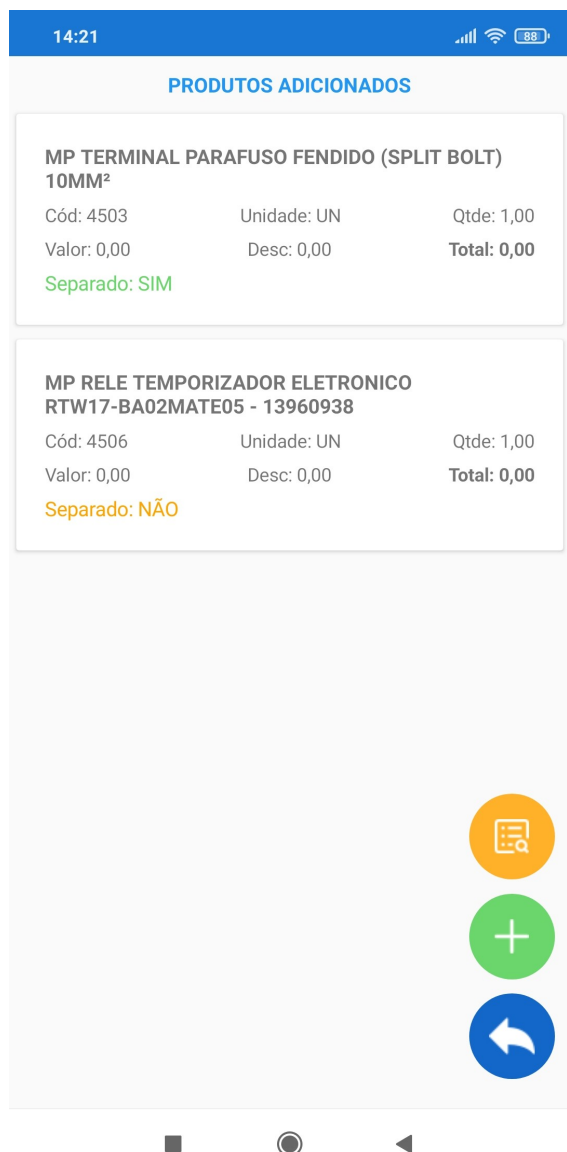 14:21
88
PRODUTOS ADICIONADOS
MP TERMINAL PARAFUSO FENDIDO (SPLIT BOLT)
10MM²
Cód: 4503 Unidade: UN Qtde: 1,00
Valor: 0,00 Desc: 0,00 Total: 0,00
Separado: SIM
MP RELE TEMPORIZADOR ELETRONICO
RTW17-BA02MATE05 - 13960938
Cód: 4506 Unidade: UN Qtde: 1,00
Valor: 0,00 Desc: 0,00 Total: 0,00
Separado: NÃO